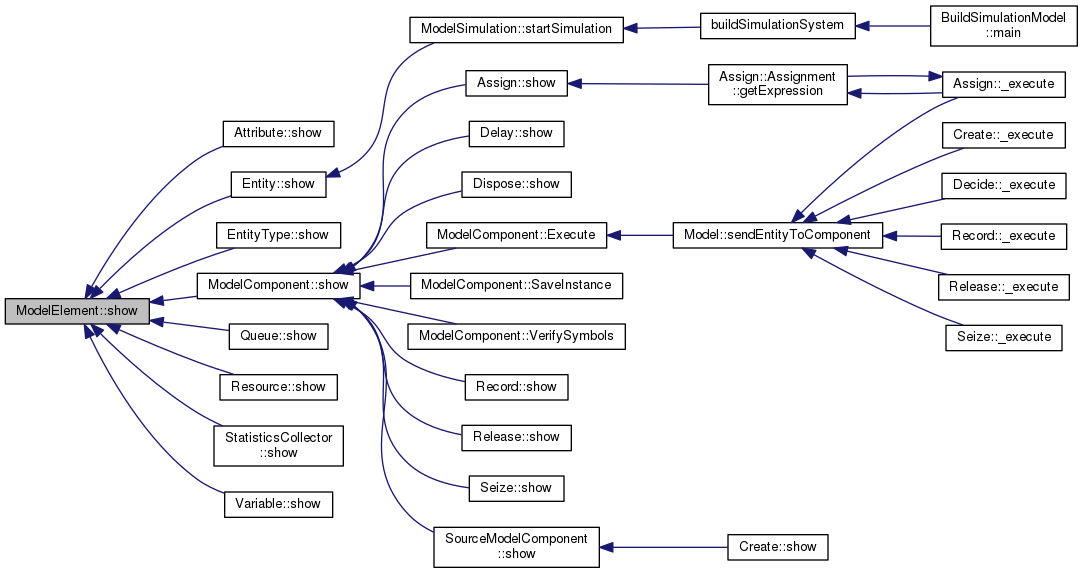 ModelElement::show
Attribute::show
Entity::show
EntityType::show
ModelComponent::show
Queue::show
Resource::show
StatisticsCollector
::show
Variable::show
ModelSimulation::startSimulation
Assign::show
Delay::show
Dispose::show
ModelComponent::Execute
ModelComponent::SaveInstance
ModelComponent::VerifySymbols
Record::show
Release::show
Seize::show
SourceModelComponent
::show
buildSimulationSystem
Assign::Assignment
::getExpression
Model::sendEntityToComponent
Create::show
BuildSimulationModel
::main
Assign::_execute
Create::_execute
Decide::_execute
Record::_execute
Release::_execute
Seize::_execute